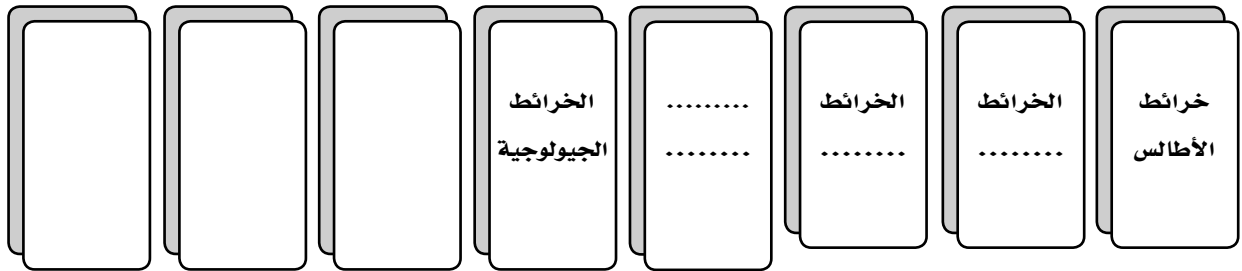 خرائط
الأطالس
الخرائط
........
الخرائط
........
.........
........
الخرائط
الجيولوجية